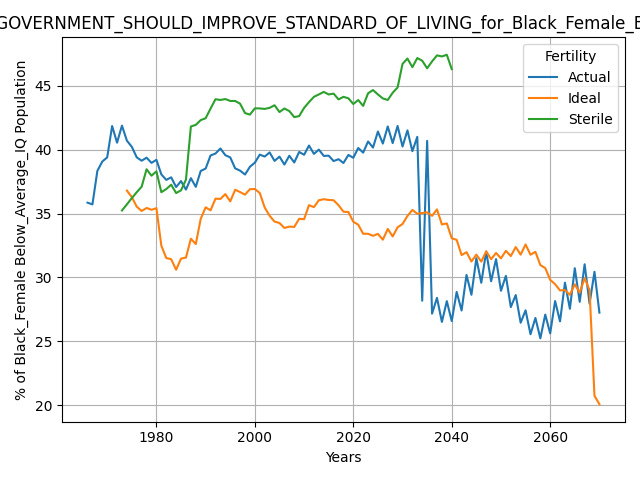 GOVERNMENT_SHOULD_IMPROVE_STANDARD_OF_LIVING_for_Black_Female_
% of Black_Female Below_Average_IQ Population
45
40
35
30
25
20
Fertility
Actual
Ideal
Sterile
1980
2000
2020
2040
2060
Years